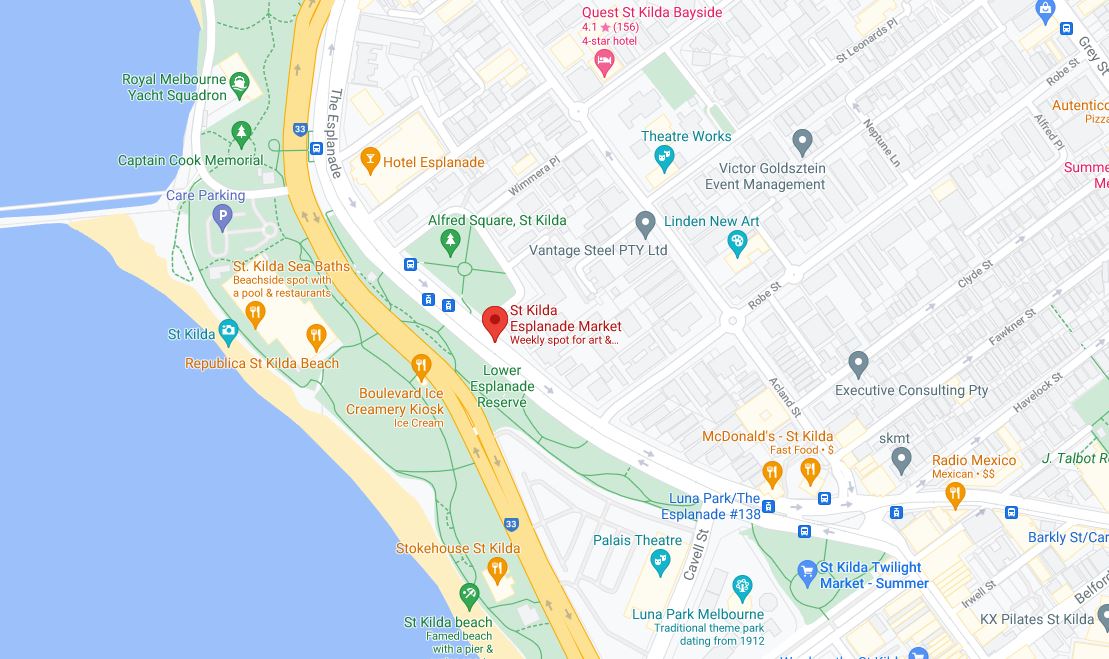 Quest St Kilda Bayside
4.1 ★ (156)
4-star hotel
St Leonards Pl
Grey St
Robe St
Royal Melbourne
Yacht Squadron
The Esplanade
33
Captain Cook Memorial
Hotel Esplanade
Wimmera Pl
Theatre Works
Victor Goldsztein
Event Management
Neptune Ln
Alfred Pl
Autentico
Pizza
Summe
Me
Care Parking
P
Alfred Square, St Kilda
Vantage Steel PTY Ltd
Linden New Art
St. Kilda Sea Baths
Beachside spot with
a pool & restaurants
Robe St
Clyde St
St Kilda
Esplanade Market
Weekly spot for art &…
St Kilda
Republica St Kilda Beach
Fawkner St
Lower
Esplanade
Reserve
Boulevard Ice
Creamery Kiosk
Ice Cream
Acland St
Executive Consulting Pty
Havelock St
McDonald's - St Kilda
Fast Food • $
skmt
Radio Mexico
Mexican • $$
J. Talbot R
Luna Park/The
Esplanade #138
33
Palais Theatre
Cavell St
Barkly St/Car
Stokehouse St Kilda
St Kilda Twilight
Market - Summer
Irwell St
Belford
St Kilda beach
Famed beach
with a pier &
Luna Park Melbourne
Traditional theme park
dating from 1912
KX Pilates St Kilda